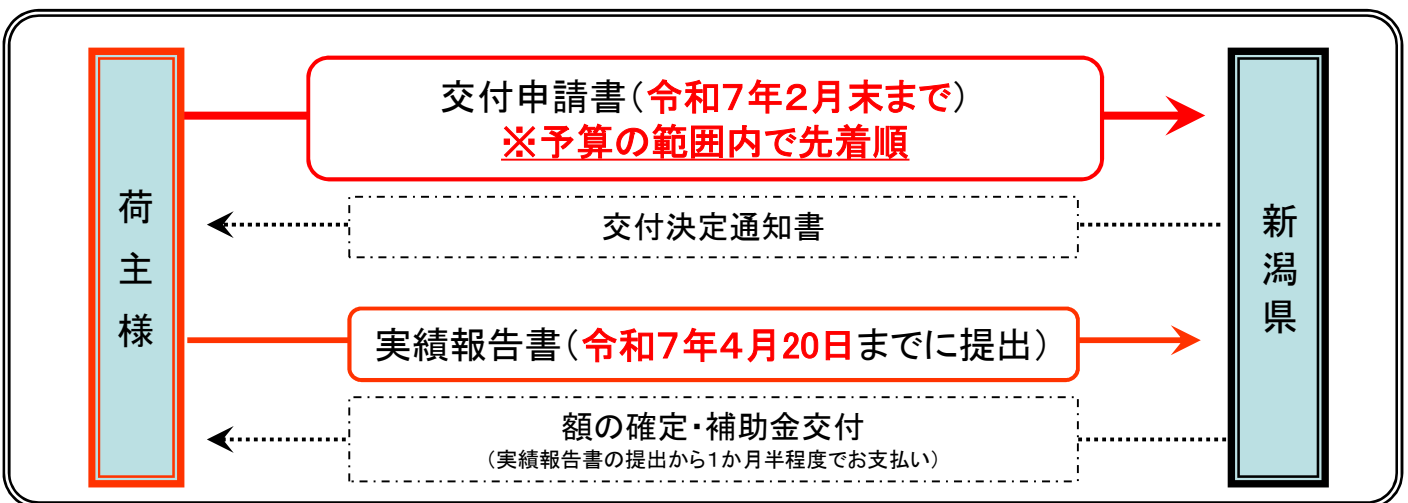 荷主様
交付申請書（令和７年２月末まで）
※予算の範囲内で先着順
交付決定通知書
実績報告書（令和７年４月20日までに提出）
額の確定・補助金交付
（実績報告書の提出から１か月半程度でお支払い）
新潟県